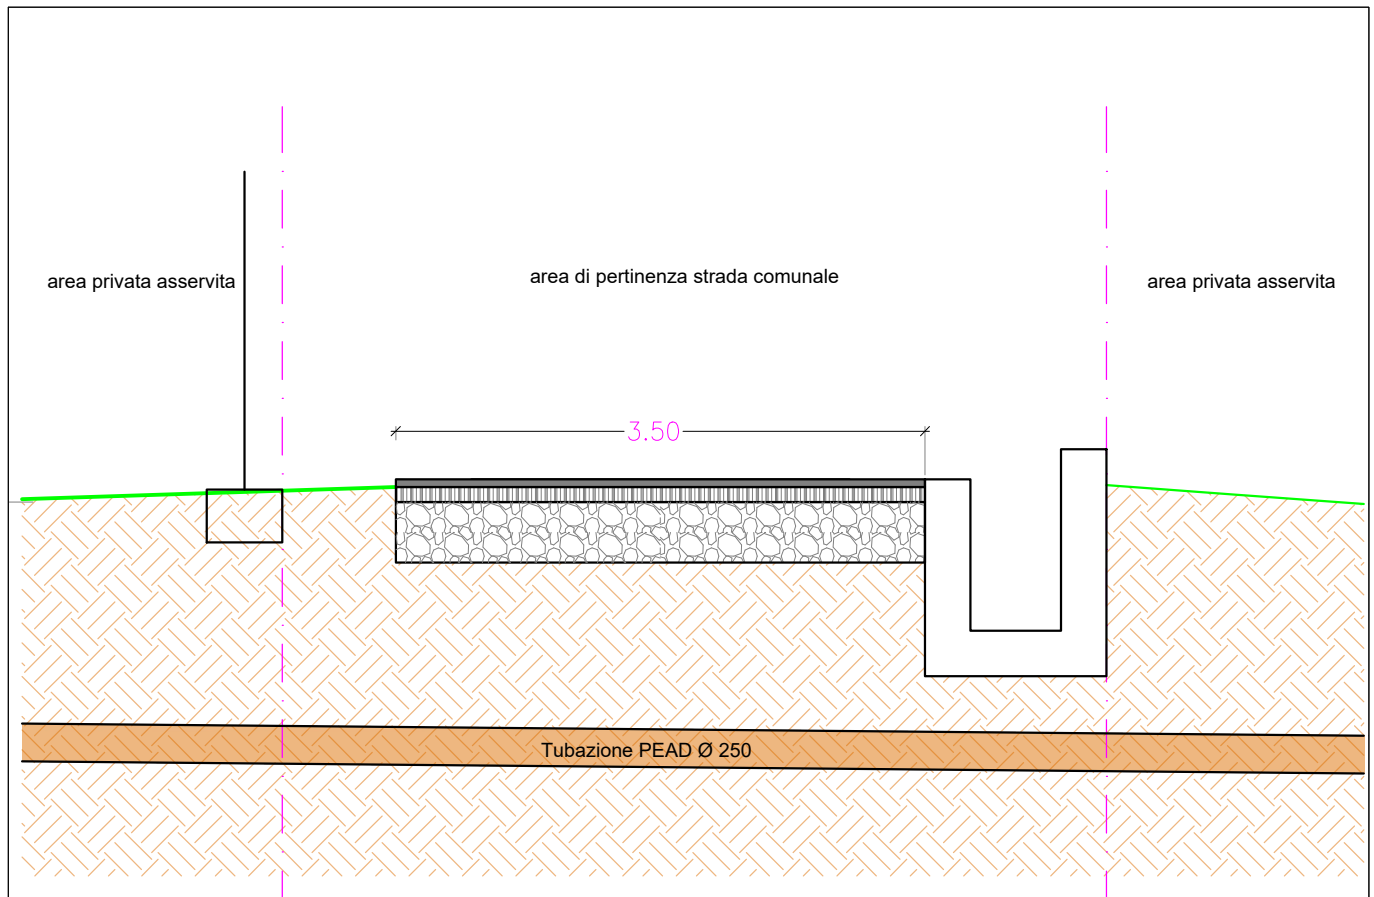 area di pertinenza strada comunale
area privata asservita
area privata asservita
3.50
Tubazione PEAD Ø 250